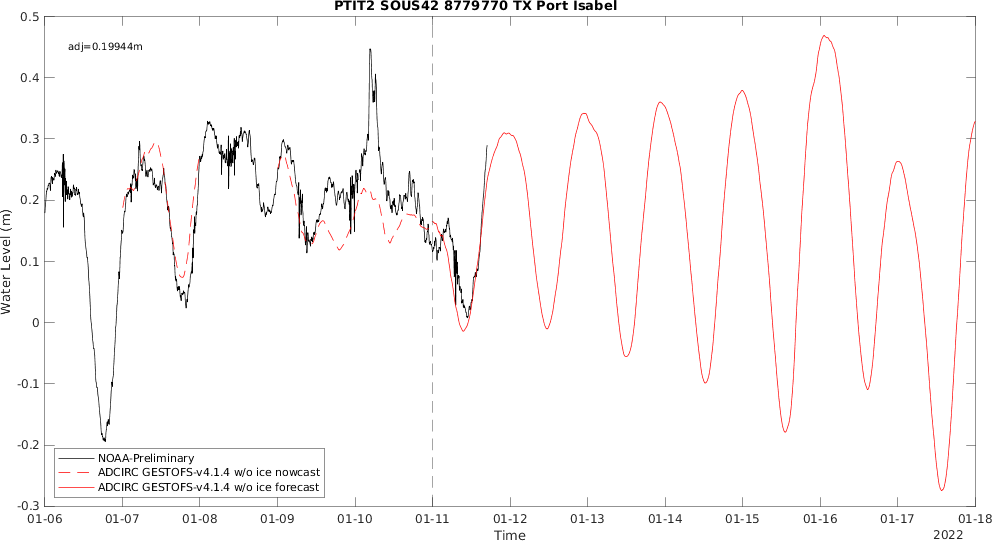 PTIT2 SOUS42 8779770 TX Port Isabel
adj=0.19944m
Water Level (m)
0.5
0.4
0.3
0.2
0.1
0
-0.1
-0.2
-0.3
NOAA-Preliminary
ADCIRC GESTOFS-v4.1.4 w/o ice nowcast
ADCIRC GESTOFS-v4.1.4 w/o ice forecast
01-06 01-07 01-08 01-09 01-10 01-11 01-12 01-13 01-14 01-15 01-16 01-17 01-18
Time
2022